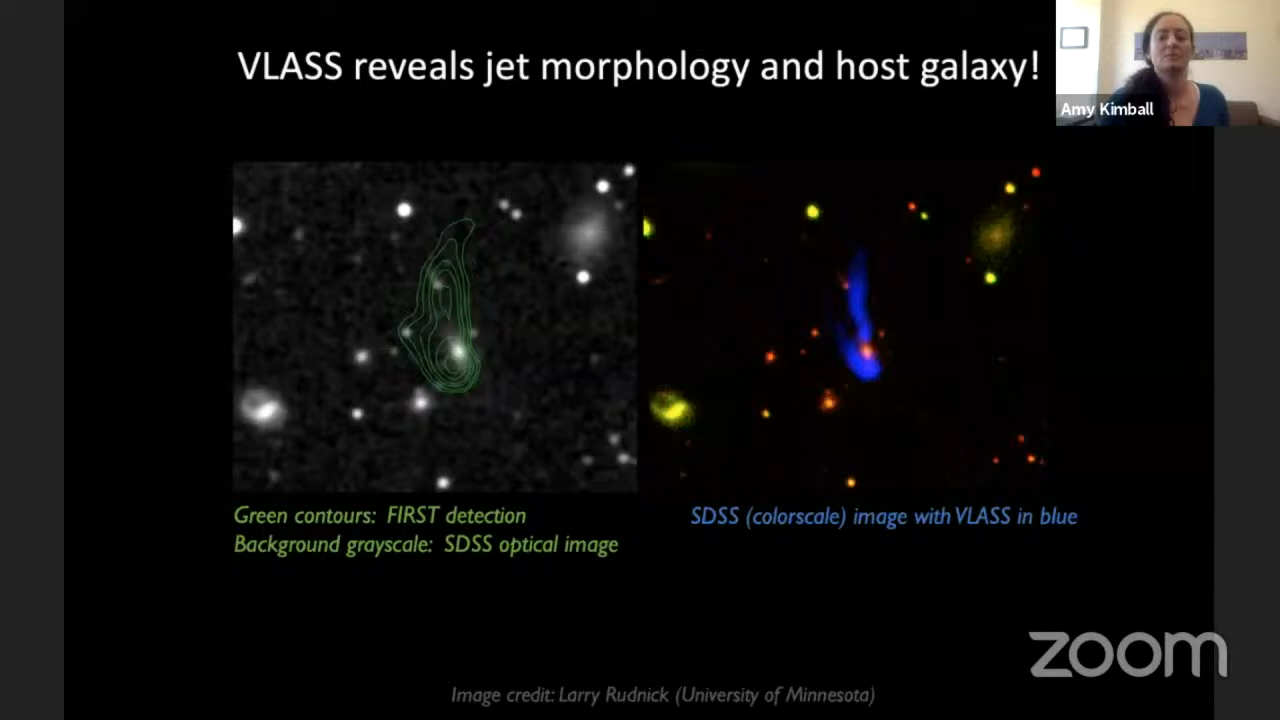 VLASS reveals jet morphology and host galaxy!
Amy Kimball
Green contours: FIRST detection
Background grayscale: SDSS optical image
SDSS (colorscale) image with VLASS in blue
zoom
Image credit: Larry Rudnick (University of Minnesota)